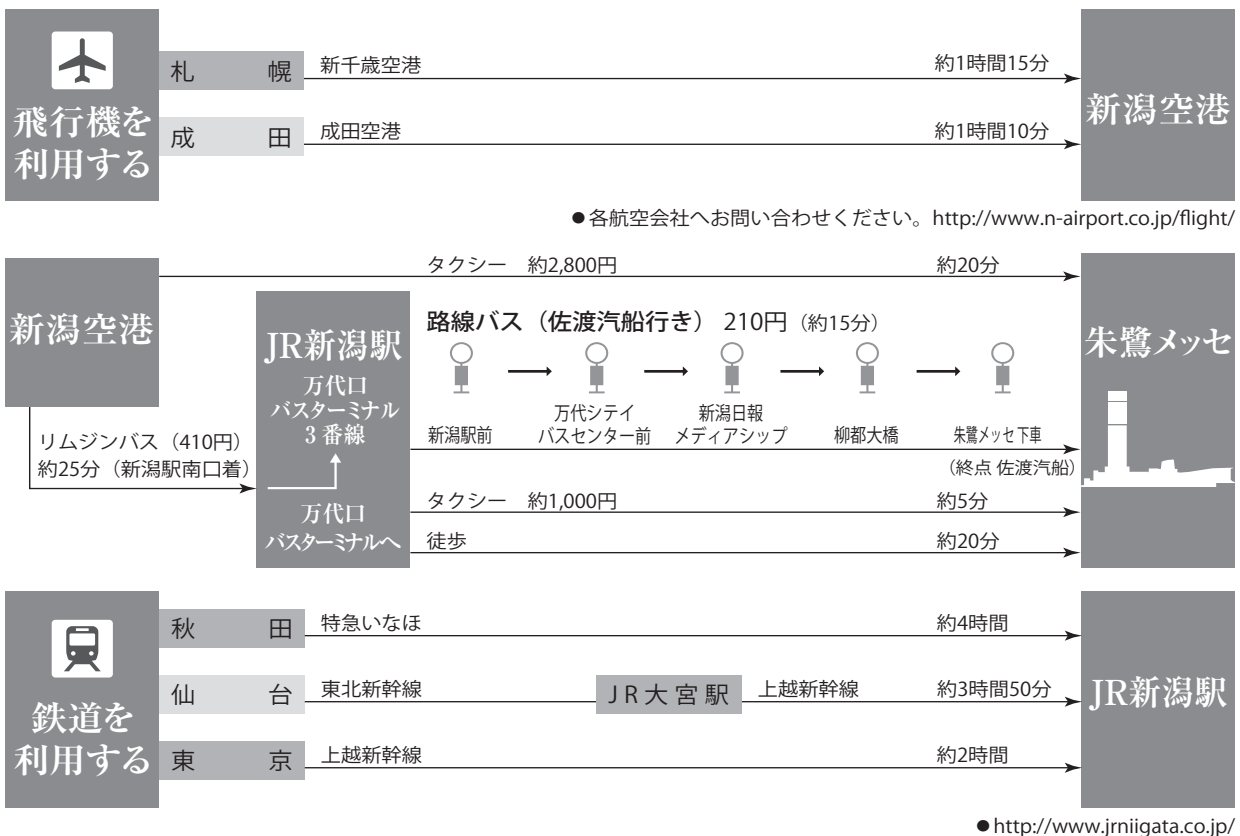 飛行機を
利用する
札幌 新千歳空港 約1時間15分
成田 成田空港 約1時間10分
新潟空港
●各航空会社へお問い合わせください。http://www.n-airport.co.jp/flight/
新潟空港
タクシー 約2,800円 約20分
リムジンバス（410円）
約25分（新潟駅南口着）
JR新潟駅
万代口
バスターミナル
3番線
万代口
バスターミナルへ
路線バス（佐渡汽船行き） 210円（約15分）
新潟駅前
万代シテイ
バスセンター前
新潟日報
メディアシップ
柳都大橋
朱鷺メッセ下車
（終点 佐渡汽船）
タクシー 約1,000円 約5分
徒歩 約20分
朱鷺メッセ
鉄道を
利用する
秋田 特急いなほ 約4時間
仙台 東北新幹線 JR大宮駅 上越新幹線 約3時間50分
東京 上越新幹線 約2時間
JR新潟駅
●http://www.jrniigata.co.jp/